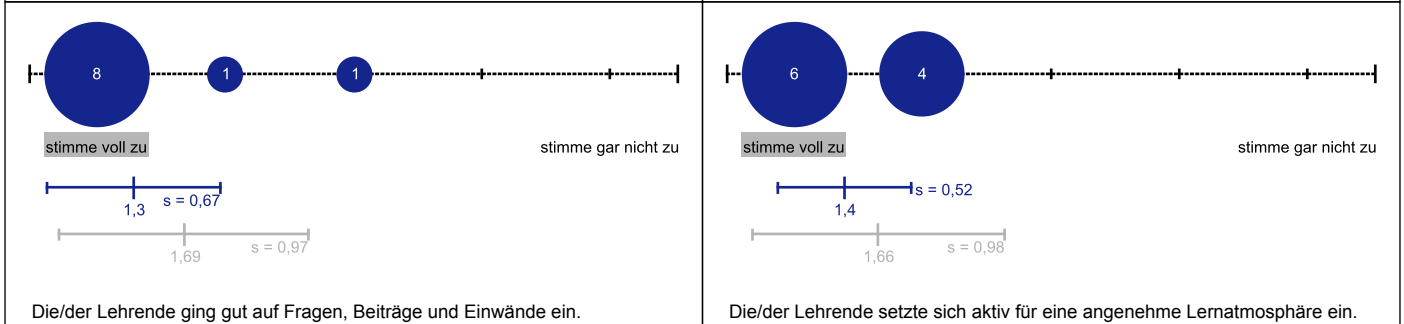 8 1 1
stimme voll zu
stimme gar nicht zu
s = 0,67
1,3
s = 0,97
1,69
Die/der Lehrende ging gut auf Fragen, Beiträge und Einwände ein.
6 4
stimme voll zu
stimme gar nicht zu
s = 0,52
1,4
s = 0,98
1,66
Die/der Lehrende setzte sich aktiv für eine angenehme Lernatmosphäre ein.